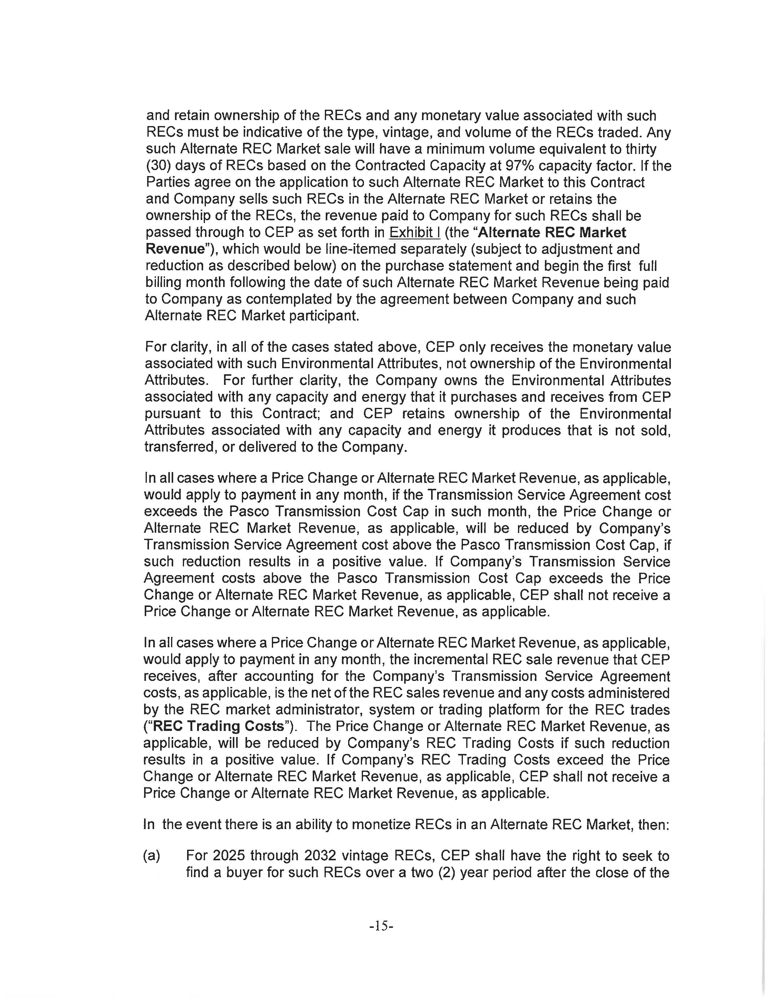 and retain ownership of the RECs and any monetary value associated with such
RECs must be indicative of the type, vintage, and volume of the RECs traded. Any
such Alternate REC Market sale will have a minimum volume equivalent to thirty
(30) days of RECs based on the Contracted Capacity at 97% capacity factor. If the
Parties agree on the application to such Alternate REC Market to this Contract
and Company sells such RECs in the Alternate REC Market or retains the
ownership of the RECs, the revenue paid to Company for such RECs shall be
passed through to CEP as set forth in Exhibit I (the “Alternate REC Market
Revenue”), which would be line-itemed separately (subject to adjustment and
reduction as described below) on the purchase statement and begin the first full
billing month following the date of such Alternate REC Market Revenue being paid
to Company as contemplated by the agreement between Company and such
Alternate REC Market participant.
For clarity, in all of the cases stated above, CEP only receives the monetary value
associated with such Environmental Attributes, not ownership of the Environmental
Attributes. For further clarity, the Company owns the Environmental Attributes
associated with any capacity and energy that it purchases and receives from CEP
pursuant to this Contract; and CEP retains ownership of the Environmental
Attributes associated with any capacity and energy it produces that is not sold,
transferred, or delivered to the Company.
In all cases where a Price Change or Alternate REC Market Revenue, as applicable,
would apply to payment in any month, if the Transmission Service Agreement cost
exceeds the Pasco Transmission Cost Cap in such month, the Price Change or
Alternate REC Market Revenue, as applicable, will be reduced by Company’s
Transmission Service Agreement cost above the Pasco Transmission Cost Cap, if
such reduction results in a positive value. If Company’s Transmission Service
Agreement costs above the Pasco Transmission Cost Cap exceeds the Price
Change or Alternate REC Market Revenue, as applicable, CEP shall not receive a
Price Change or Alternate REC Market Revenue, as applicable.
In all cases where a Price Change or Alternate REC Market Revenue, as applicable,
would apply to payment in any month, the incremental REC sale revenue that CEP
receives, after accounting for the Company’s Transmission Service Agreement
costs, as applicable, is the net of the REC sales revenue and any costs administered
by the REC market administrator, system or trading platform for the REC trades
(“REC Trading Costs”). The Price Change or Alternate REC Market Revenue, as
applicable, will be reduced by Company’s REC Trading Costs if such reduction
results in a positive value. If Company’s REC Trading Costs exceed the Price
Change or Alternate REC Market Revenue, as applicable, CEP shall not receive a
Price Change or Alternate REC Market Revenue, as applicable.
In the event there is an ability to monetize RECs in an Alternate REC Market, then:
(a) For 2025 through 2032 vintage RECs, CEP shall have the right to seek to
find a buyer for such RECs over a two (2) year period after the close of the
-15-